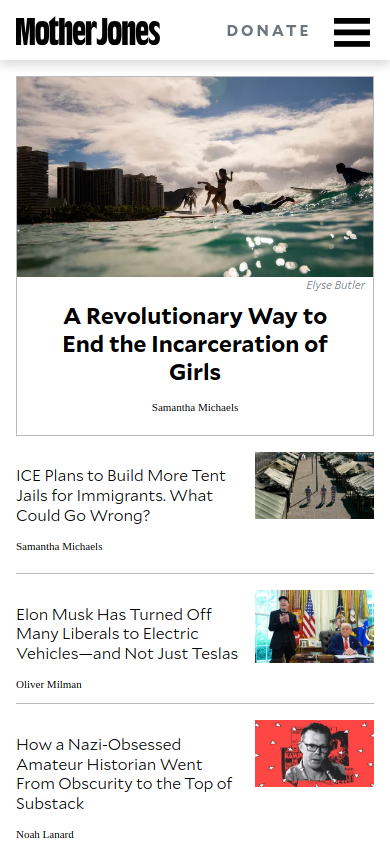 Mother Jones
DONATE
Elyse Butler
A Revolutionary Way to
End the Incarceration of
Girls
Samantha Michaels
ICE Plans to Build More Tent
Jails for Immigrants. What
Could Go Wrong?
Samantha Michaels
Elon Musk Has Turned Off
Many Liberals to Electric
Vehicles—and Not Just Teslas
Oliver Milman
How a Nazi-Obsessed
Amateur Historian Went
From Obscurity to the Top of
Substack
Noah Lanard